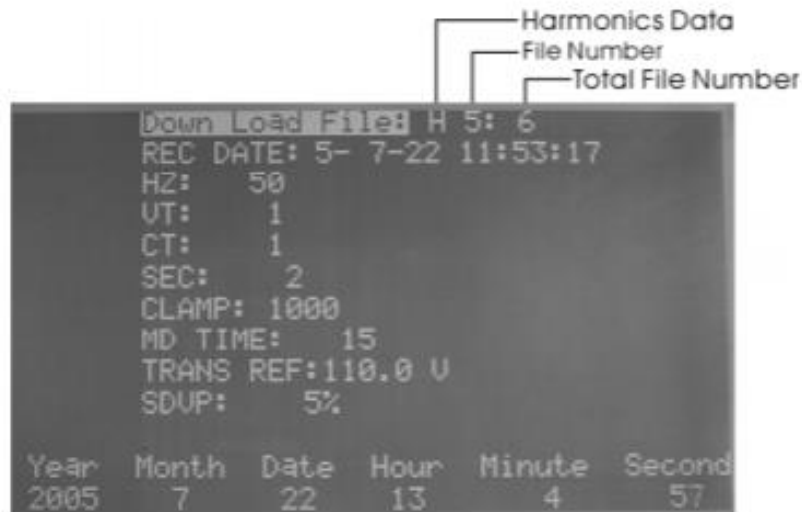 Harmonics Data
File Number
Total File Number
Down Load File: H 5: 6
REC DATE: 5- 7-22 11:53:17
HZ: 50
VT: 1
CT: 1
SEC: 2
CLAMP: 1000
MD TIME: 15
TRANS REF:110.0 V
SDVP: 5%
Year Month Date Hour Minute Second
2005 7 22 13 4 57